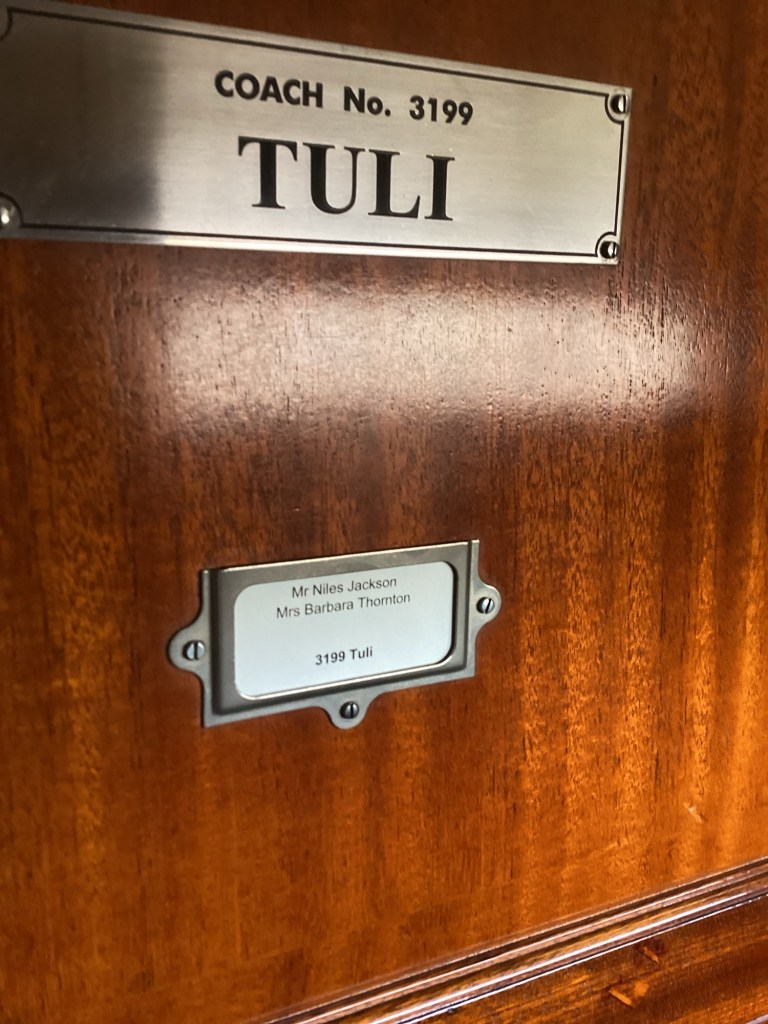 COACH No. 3199
TULI
Mr Niles Jackson
Mrs Barbara Thornton
3199 Tuli